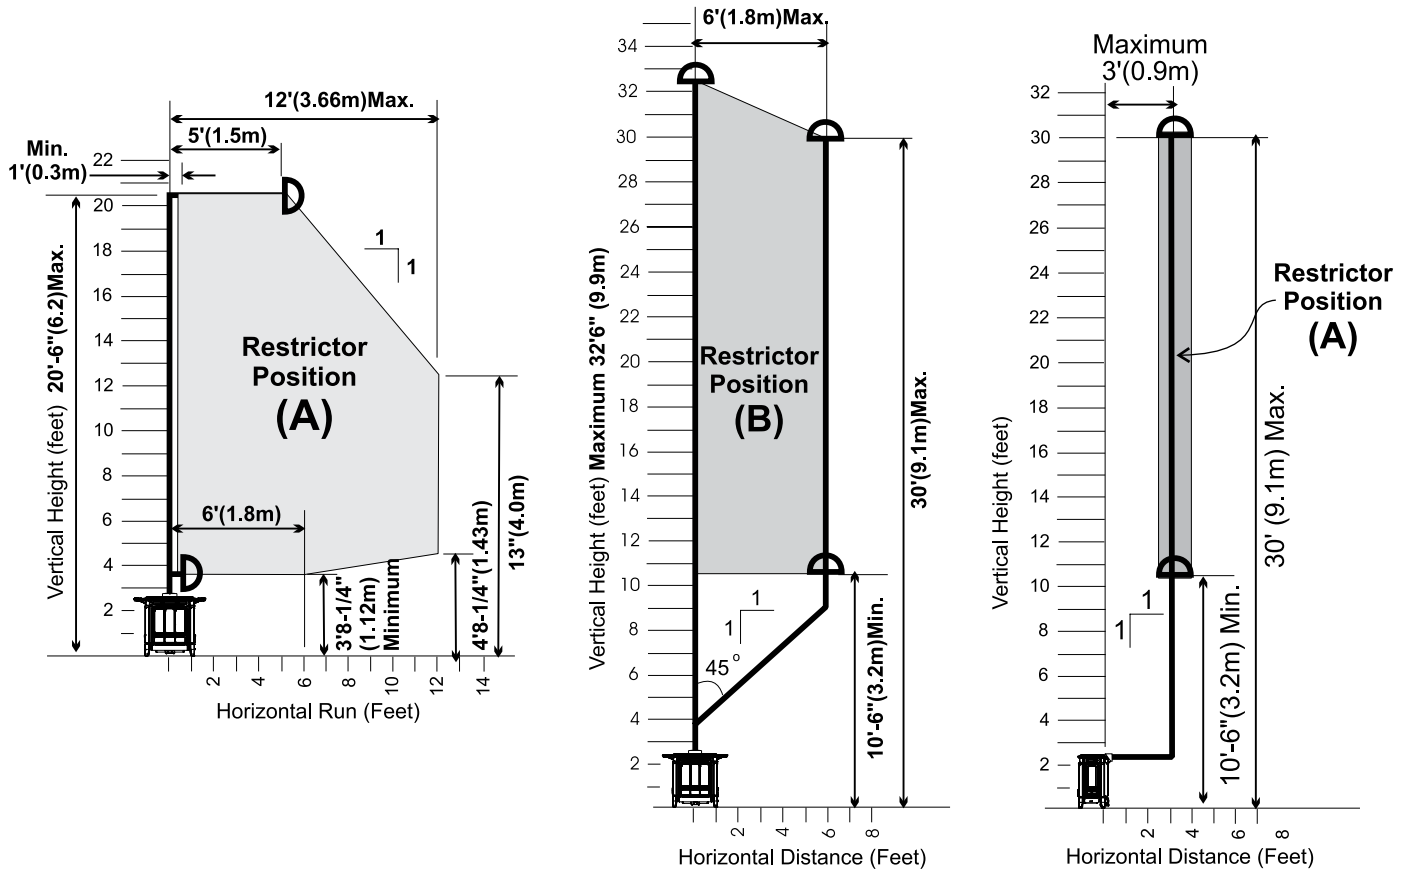 12'(3.66m)Max.
5'(1.5m)
Min.
1'(0.3m)
22
20
18
16
14
12
10
8
6
4
2
Vertical Height (feet) 20'-6"(6.2)Max.
1
1
Restrictor
Position
(A)
6'(1.8m)
3'8-1/4"
(1.12m)
Minimum
4'8-1/4"(1.43m)
13"(4.0m)
2
4
6
8
10
12
14
Horizontal Run (Feet)
6'(1.8m)Max.
34
32
30
28
26
24
22
20
18
16
14
12
10
8
6
4
2
Vertical Height (feet) Maximum 32'6" (9.9m)
Restrictor
Position
(B)
30'(9.1m)Max.
1
1
45°
10'-6"(3.2m)Min.
2
4
6
8
Horizontal Distance (Feet)
Maximum
3'(0.9m)
32
30
28
26
24
22
20
18
16
14
12
10
8
6
4
2
Vertical Height (feet)
Restrictor
Position
(A)
30' (9.1m) Max.
1
1
10'-6"(3.2m) Min.
2
4
6
8
Horizontal Distance (Feet)